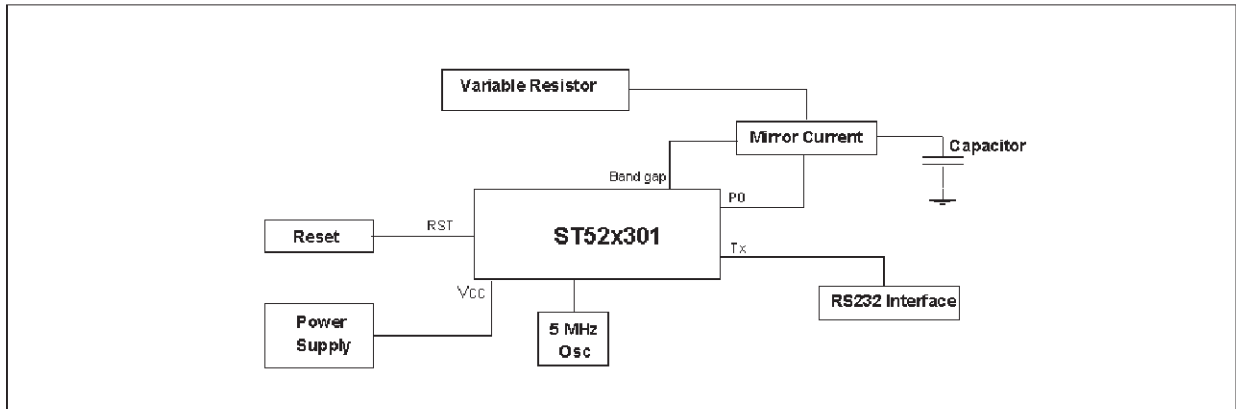 Variable Resistor
Mirror Current
Capacitor
Band gap
P0
RST
Reset
ST52x301
Tx
VCC
RS232 Interface
Power
Supply
5 MHz
Osc